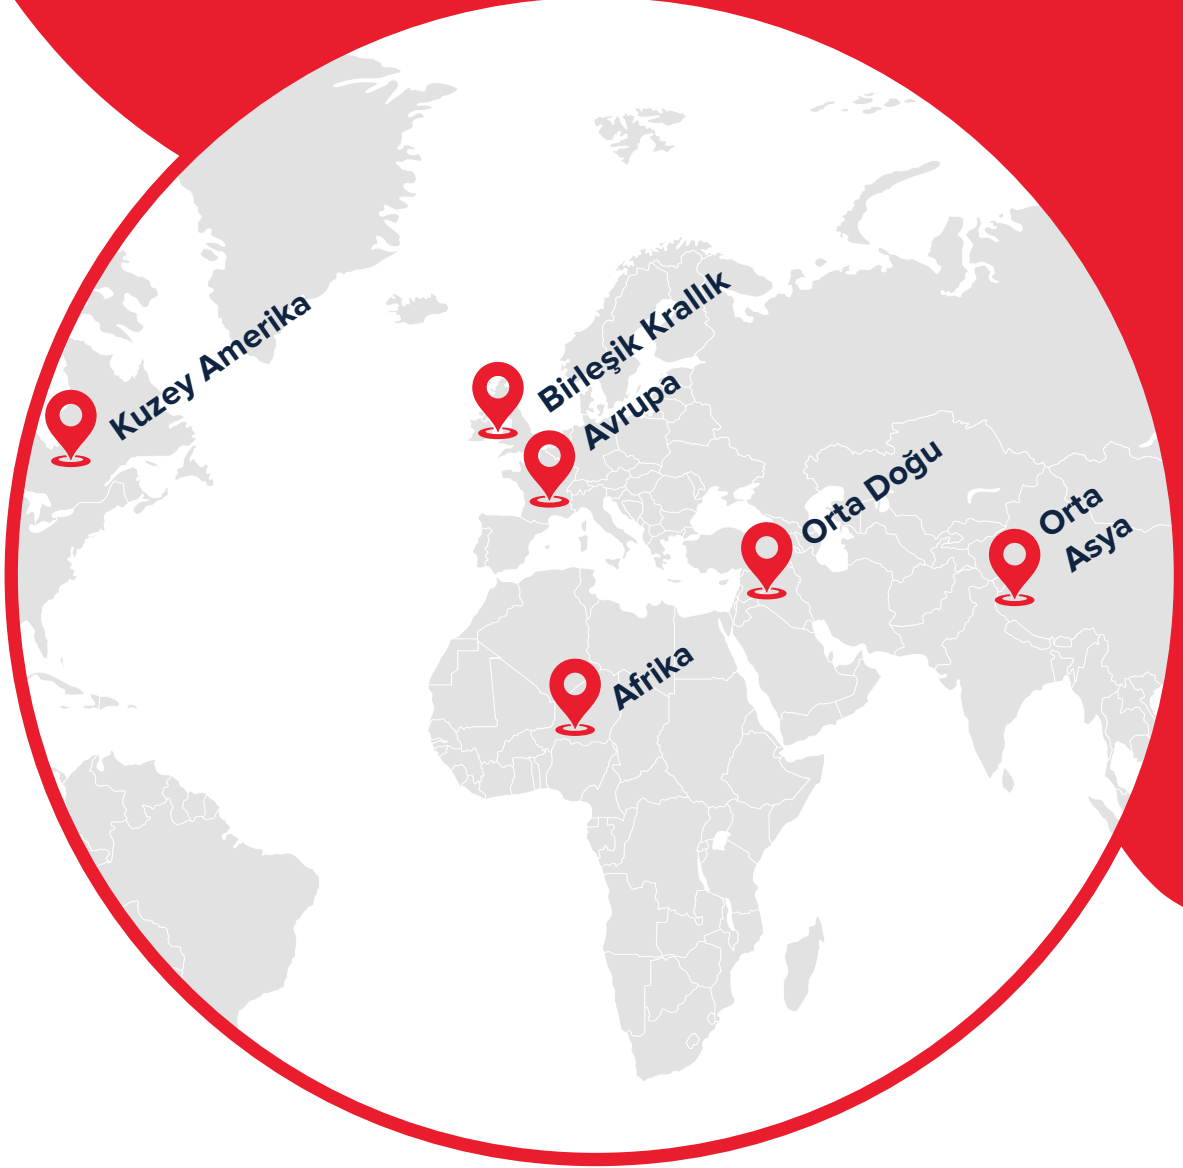 Kuzey Amerika
Birleşik Krallık
Avrupa
Orta Doğu
Orta
Asya
Afrika